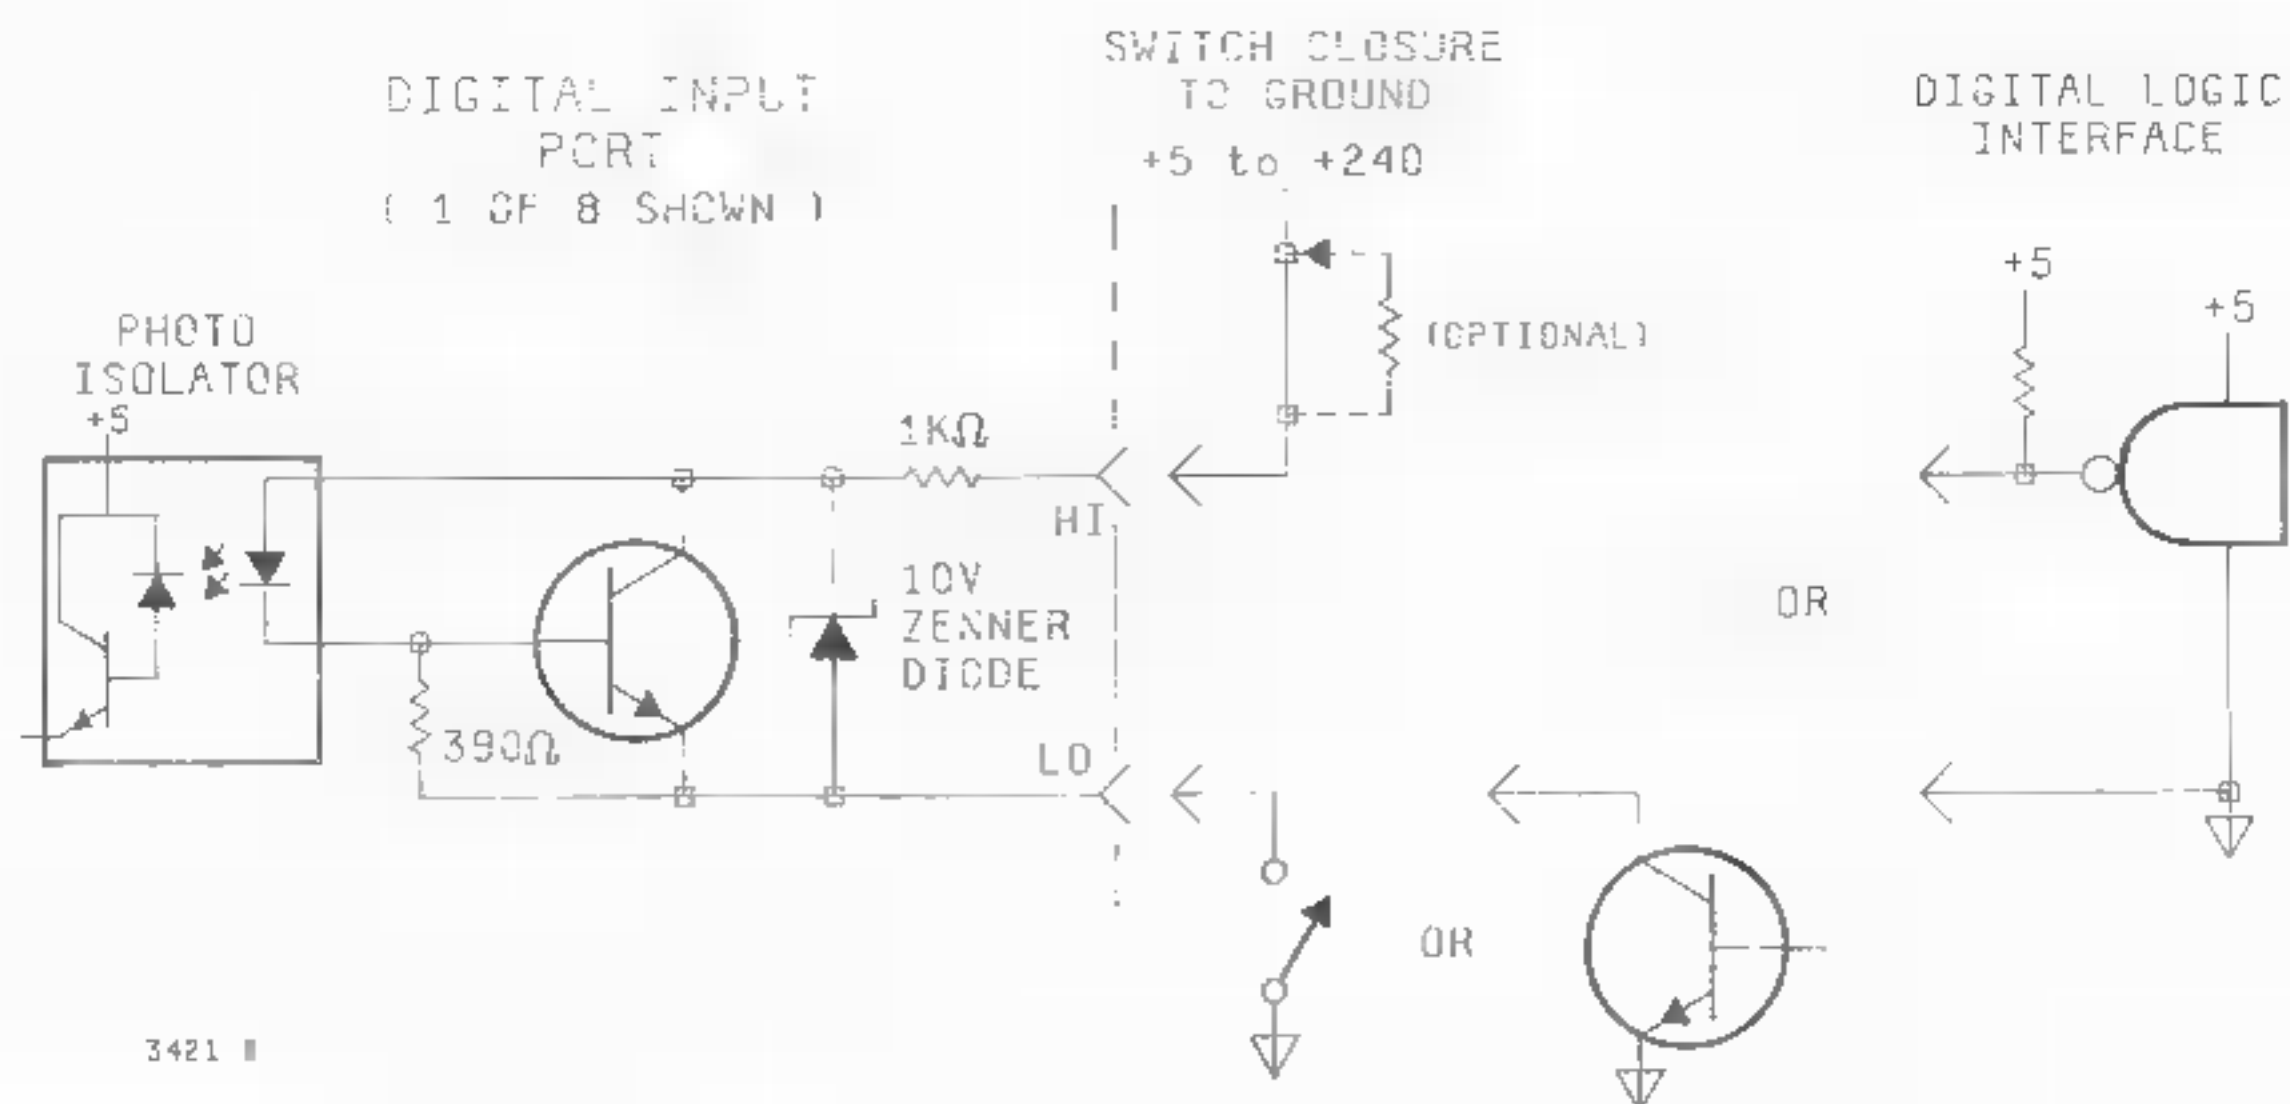 DIGITAL INPUT
PORT
( 1 OF 8 SHOWN )
SWITCH CLOSURE
TO GROUND
+5 to +240
DIGITAL LOGIC
INTERFACE
+5
+5
(OPTIONAL)
PHOTO
ISOLATOR
+5
1KΩ
HI
10V
ZENNER
DIODE
OR
390Ω
LO
OR
3421